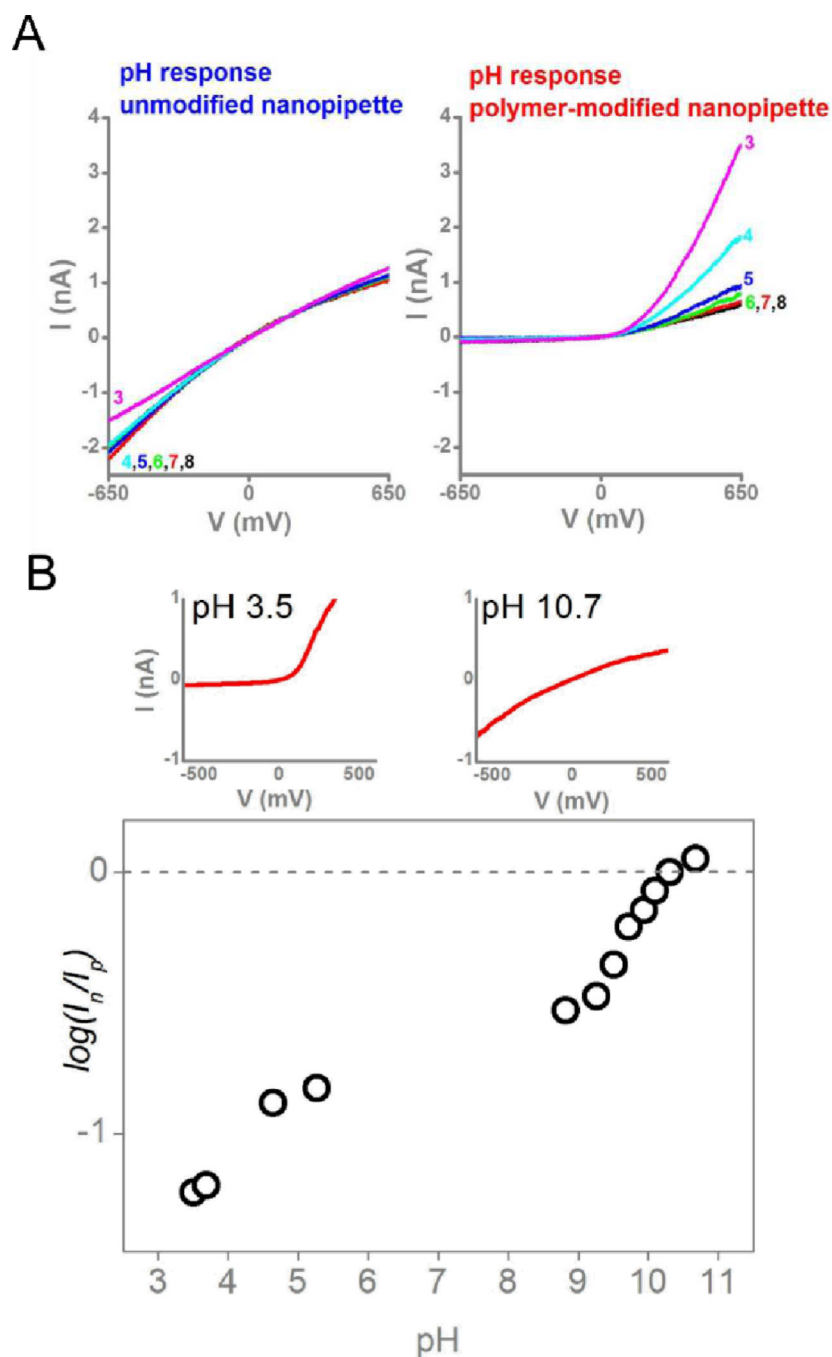 A
pH response
unmodified nanopipette
pH response
polymer-modified nanopipette
4
3
2
1
0
-1
-2
I (nA)
3
4,5,6,7,8
-650
0
650
V (mV)
4
3
2
1
0
-1
-2
I (nA)
3
4
5
6,7,8
-650
0
650
V (mV)
B
pH 3.5
1
0
-1
I (nA)
-500
0
500
V (mV)
pH 10.7
1
0
-1
-500
0
500
V (mV)
0
-1
log(I_n/I_p)
3 4 5 6 7 8 9 10 11
pH